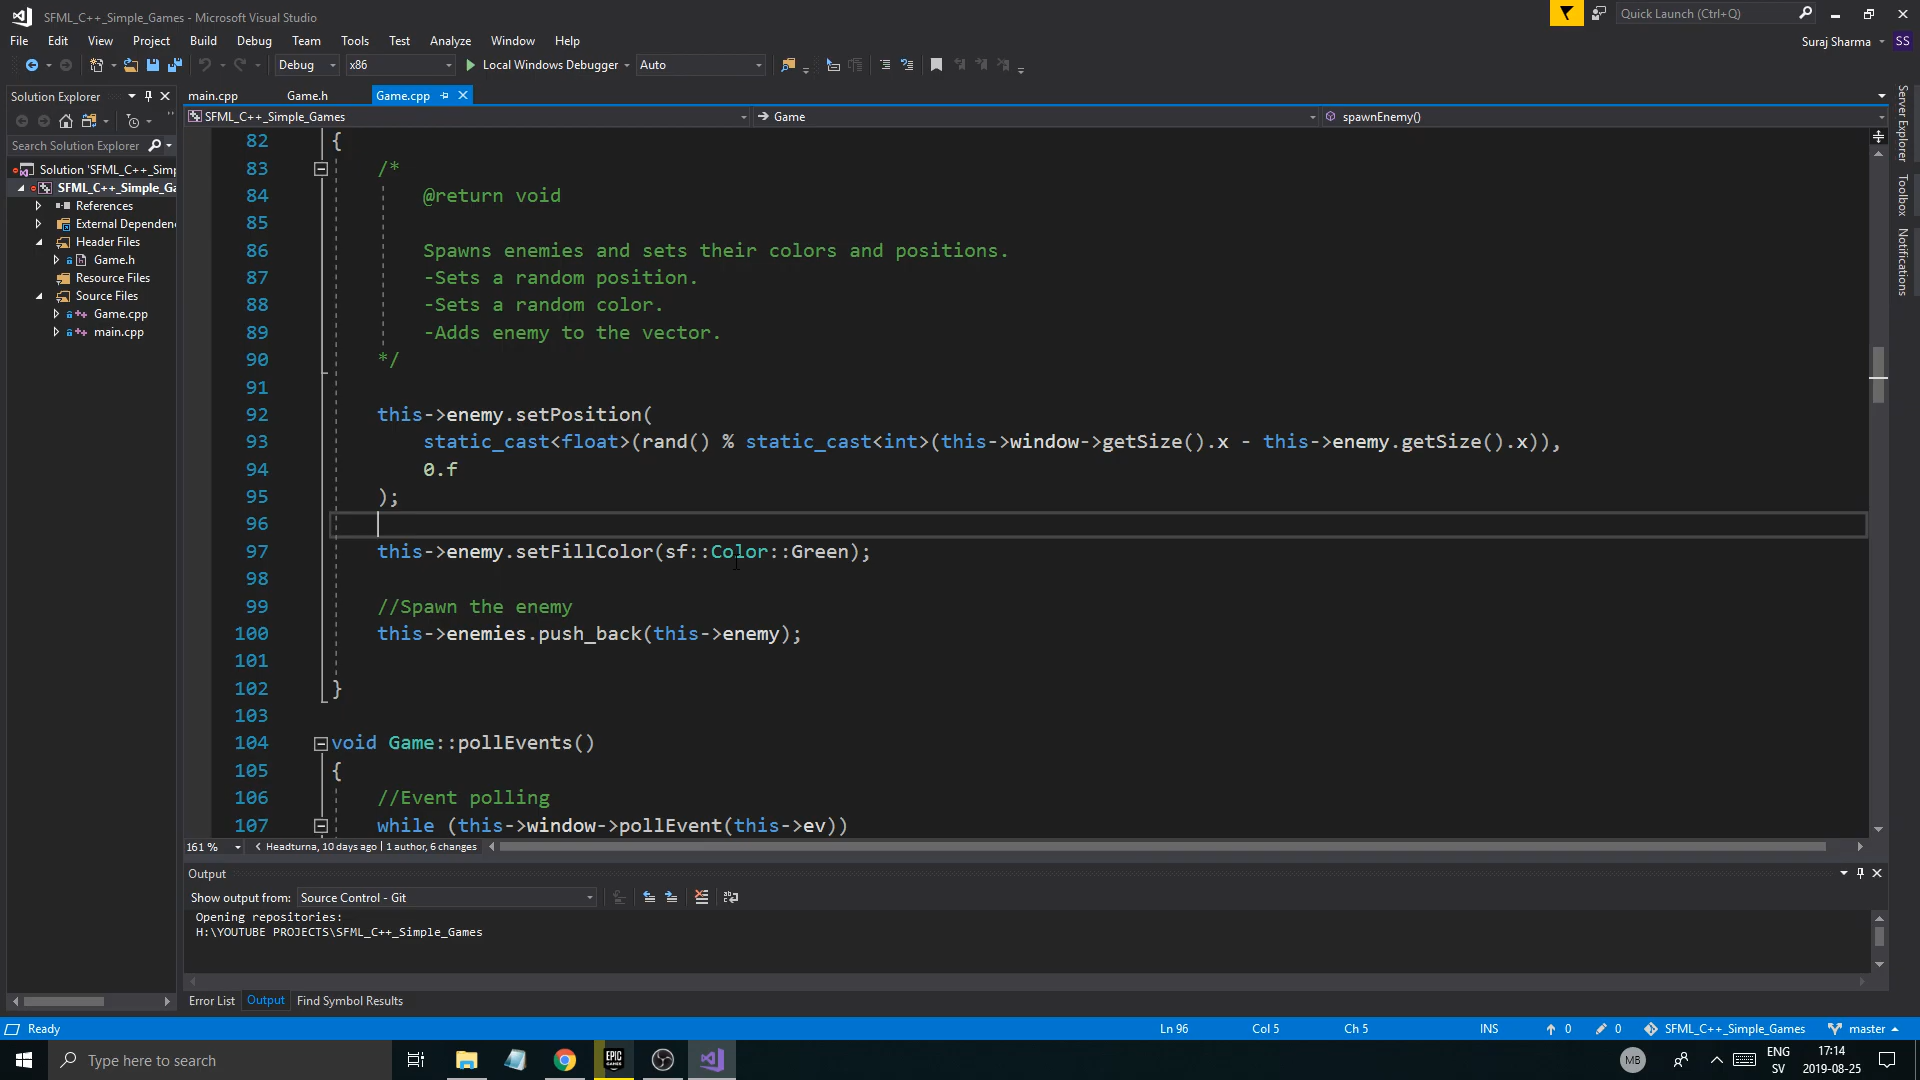 SFML_C++_Simple_Games - Microsoft Visual Studio
Quick Launch (Ctrl+Q)
File Edit View Project Build Debug Team Tools Test Analyze Window Help
Suraj Sharma SS
Debug x86 Local Windows Debugger Auto
Solution Explorer
main.cpp Game.h Game.cpp
SFML_C++_Simple_Games Game spawnEnemy()
Search Solution Explorer
Solution 'SFML_C++_Simp
SFML_C++_Simple_Ga
References
External Dependen
Header Files
Game.h
Resource Files
Source Files
Game.cpp
main.cpp
82 {
83 /*
84 @return void
85
86 Spawns enemies and sets their colors and positions.
87 -Sets a random position.
88 -Sets a random color.
89 -Adds enemy to the vector.
90 */
91
92 this->enemy.setPosition(
93 static_cast<float>(rand() % static_cast<int>(this->window->getSize().x - this->enemy.getSize().x)),
94 0.f
95 );
96
97 this->enemy.setFillColor(sf::Color::Green);
98
99 //Spawn the enemy
100 this->enemies.push_back(this->enemy);
101
102 }
103
104 void Game::pollEvents()
105 {
106 //Event polling
107 while (this->window->pollEvent(this->ev))
161 % Headturna, 10 days ago | 1 author, 6 changes
Server Explorer
Toolbox
Notifications
Output
Show output from: Source Control - Git
Opening repositories:
H:\YOUTUBE PROJECTS\SFML_C++_Simple_Games
Error List Output Find Symbol Results
Ready Ln 96 Col 5 Ch 5 INS 0 0 SFML_C++_Simple_Games master
Type here to search
EPIC GAMES
MB
ENG
SV
17:14
2019-08-25